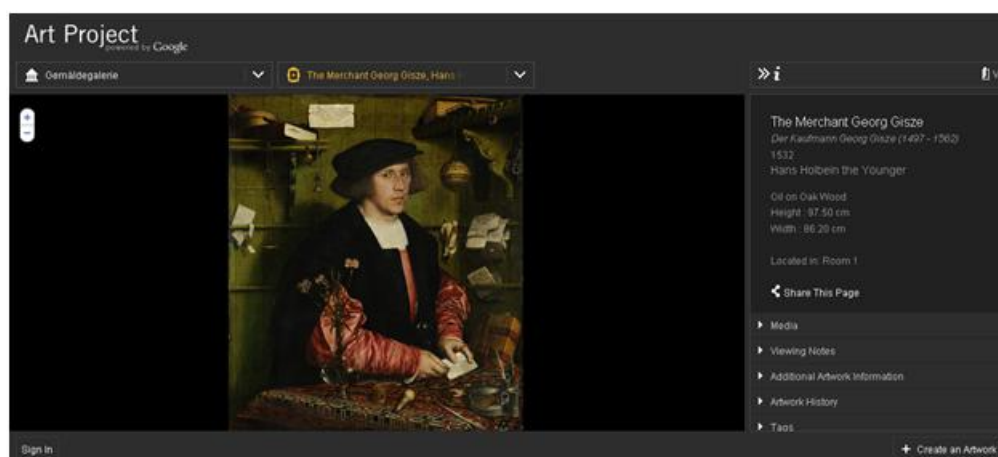 Art Project
powered by Google
Gemäldegalerie
The Merchant Georg Gisze, Hans
The Merchant Georg Gisze
Der Kaufmann Georg Gisze (1497 - 1562)
1532
Hans Holbein the Younger
Oil on Oak Wood
Height : 97.50 cm
Width : 86.20 cm
Located in: Room 1
Share This Page
Media
Viewing Notes
Additional Artwork Information
Artwork History
Tags
Sign In
+ Create an Artwork